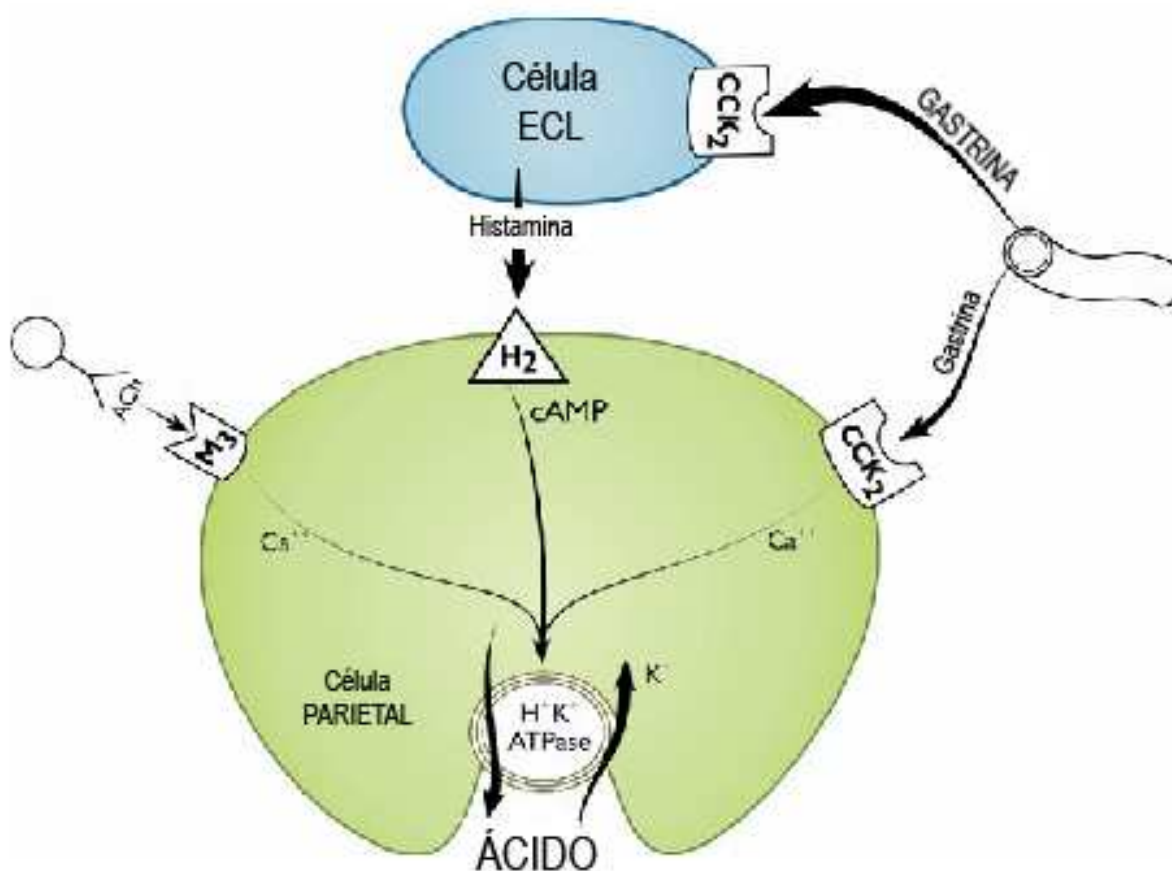 Célula
ECL
CCK2
GASTRINA
Histamina
Gastrina
H2
cAMP
ACh
M3
CCK2
Ca++
Ca++
Célula
PARIETAL
H+K+
ATPase
K+
ÁCIDO